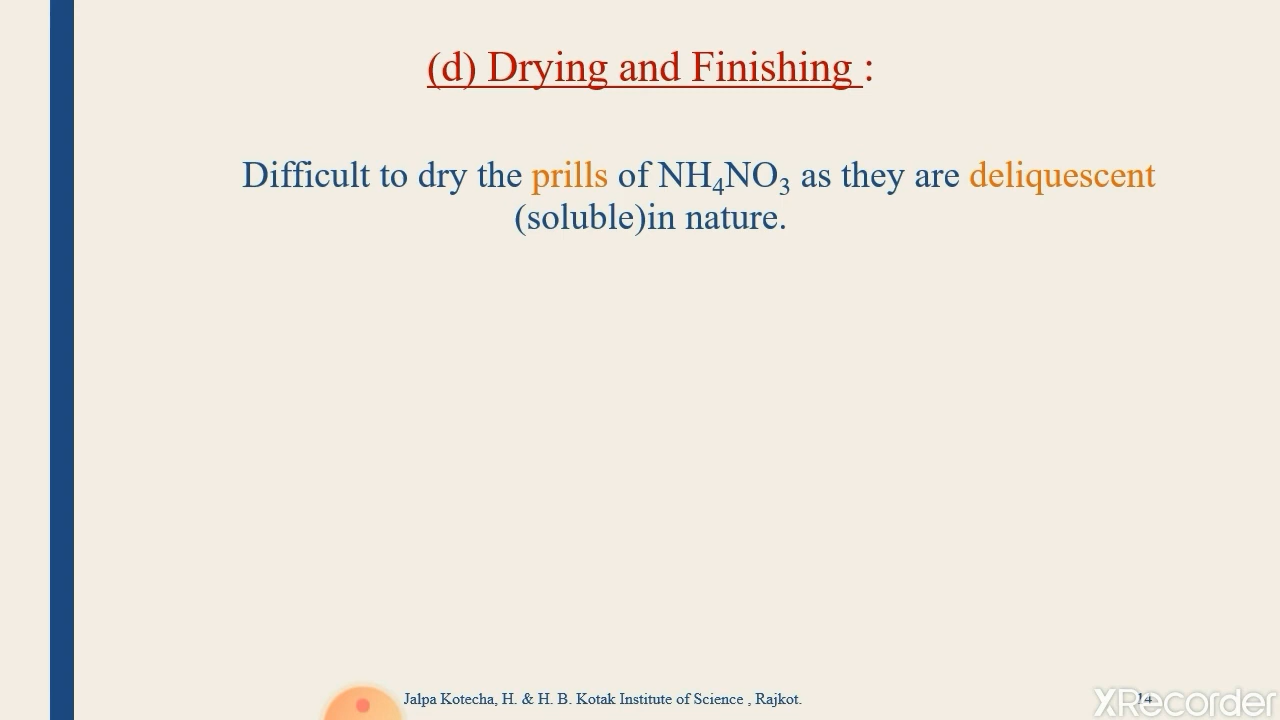 (d) Drying and Finishing :
Difficult to dry the prills of NH₄NO₃ as they are deliquescent
(soluble)in nature.
Jalpa Kotecha, H. & H. B. Kotak Institute of Science , Rajkot.
14
XRecorder